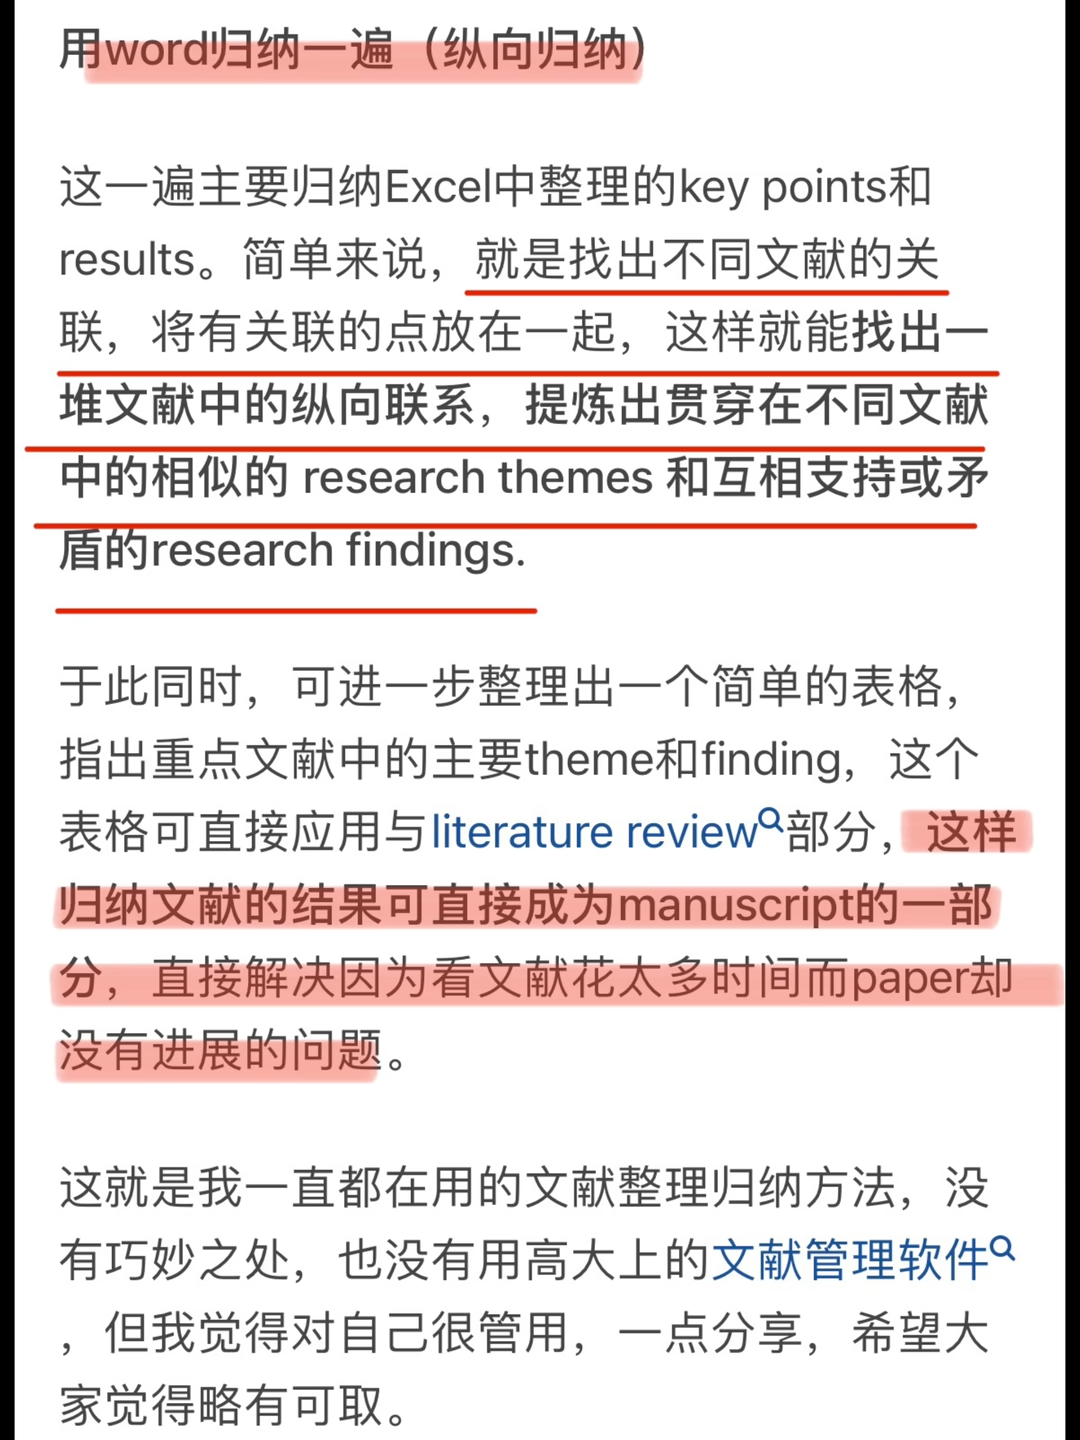 用word归纳一遍（纵向归纳）
这一遍主要归纳Excel中整理的key points和
results。简单来说，就是找出不同文献的关
联，将有关联的点放在一起，这样就能找出一
堆文献中的纵向联系，提炼出贯穿在不同文献
中的相似的 research themes 和互相支持或矛
盾的research findings.
于此同时，可进一步整理出一个简单的表格，
指出重点文献中的主要theme和finding，这个
表格可直接应用与literature review部分，这样
归纳文献的结果可直接成为manuscript的一部
分，直接解决因为看文献花太多时间而paper却
没有进展的问题。
这就是我一直都在用的文献整理归纳方法，没
有巧妙之处，也没有用高大上的文献管理软件
，但我觉得对自己很管用，一点分享，希望大
家觉得略有可取。